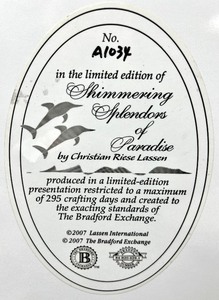 No.
A1034
in the limited edition of
Shimmering
Splendors
of
Paradise
by Christian Riese Lassen
produced in a limited-edition
presentation restricted to a maximum
of 295 crafting days and created to
the exacting standards of
The Bradford Exchange.
©2007 Lassen International
©2007 The Bradford Exchange
B